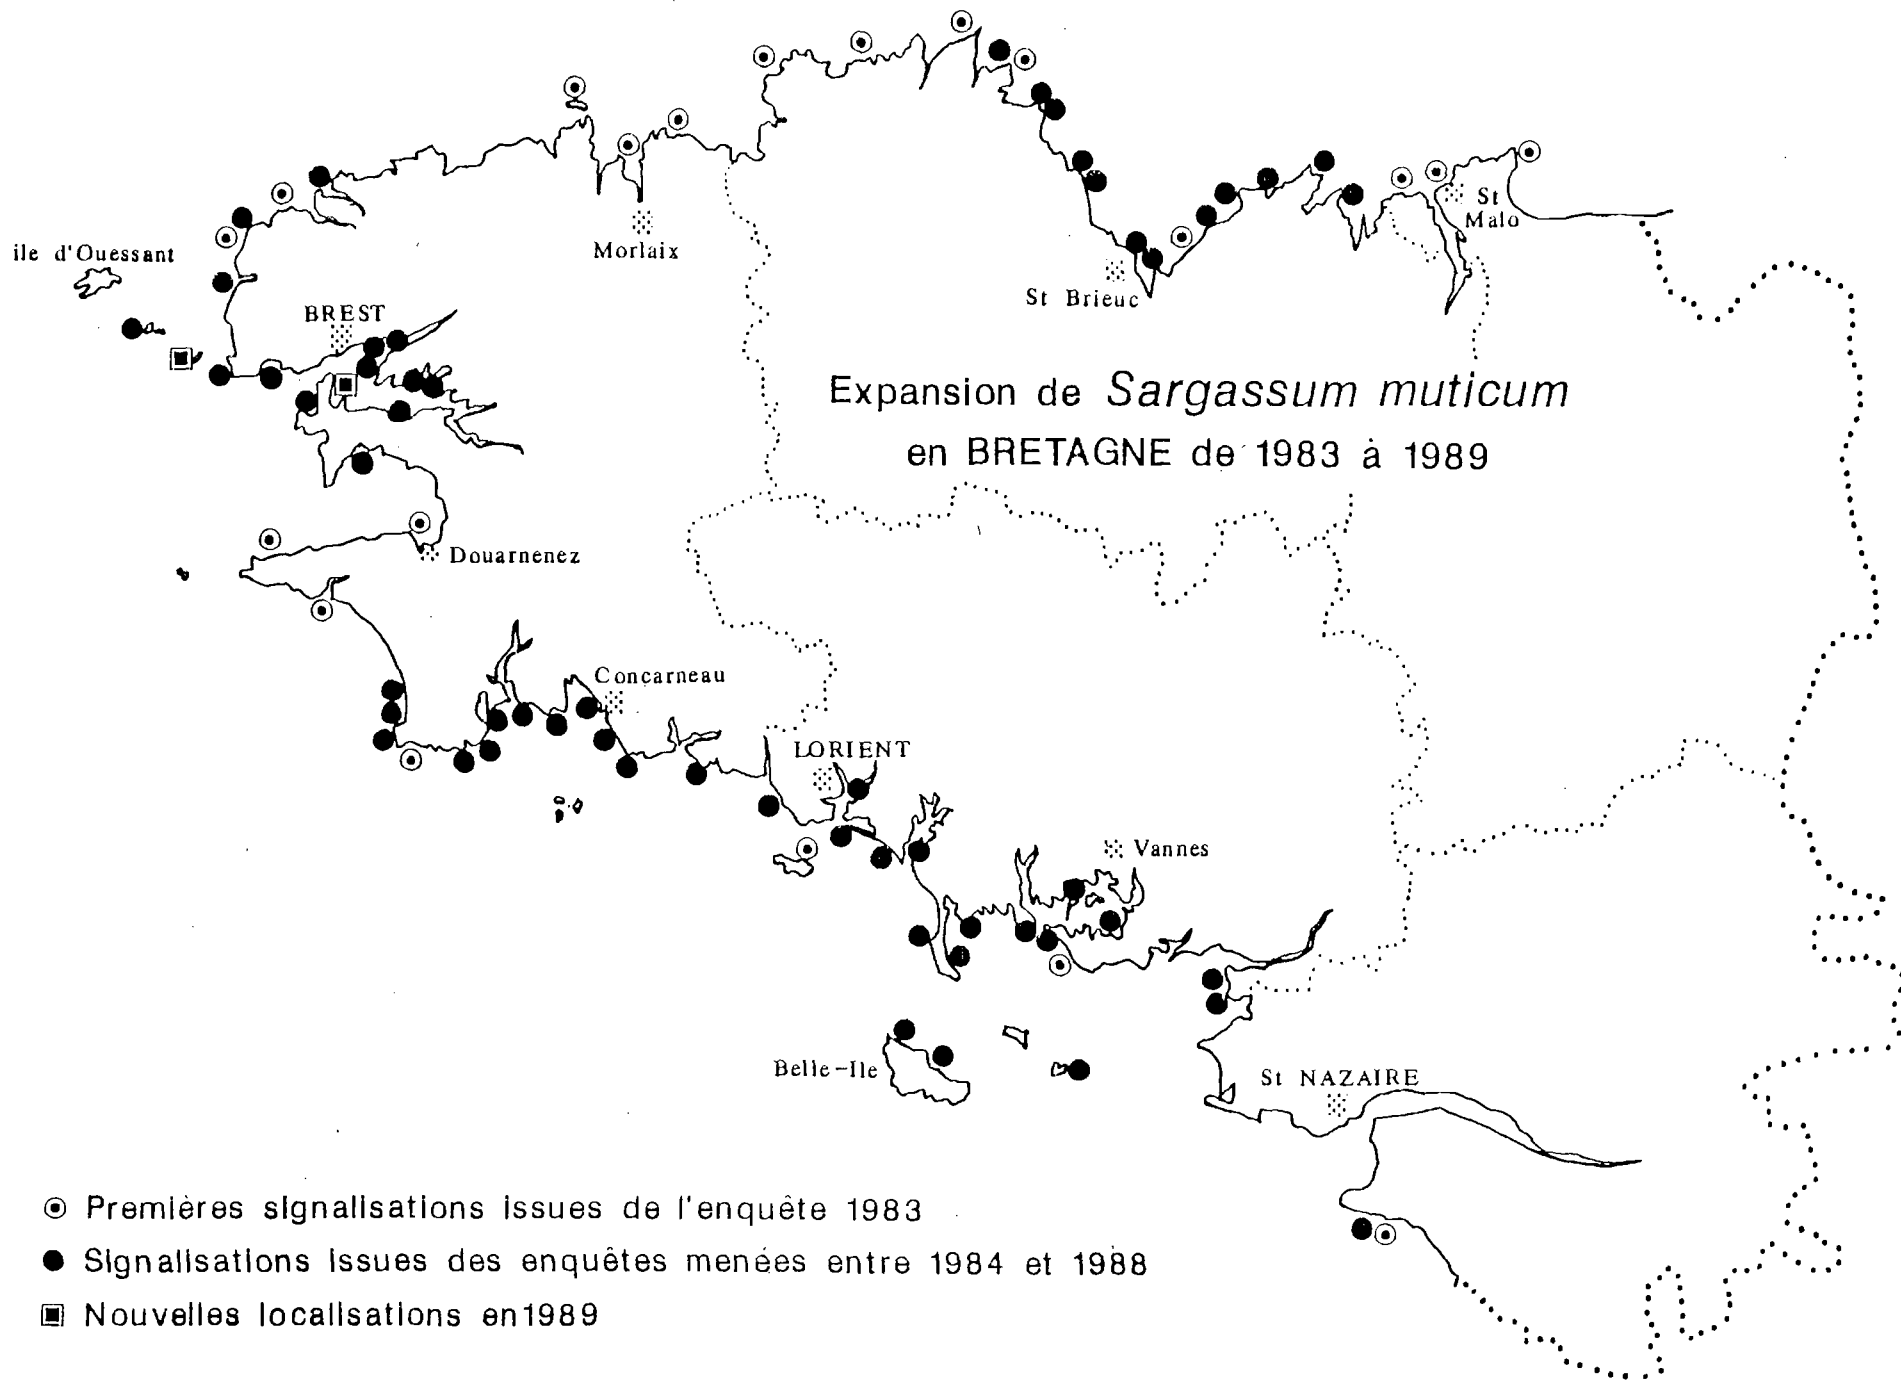 ile d'Ouessant
Morlaix
St
Malo
BREST
St Brieuc
Expansion de Sargassum muticum
en BRETAGNE de 1983 à 1989
Douarnenez
Concarneau
LORIENT
Vannes
Belle-Ile
St NAZAIRE
Premières signalisations issues de l'enquête 1983
Signalisations issues des enquêtes menées entre 1984 et 1988
Nouvelles localisations en1989